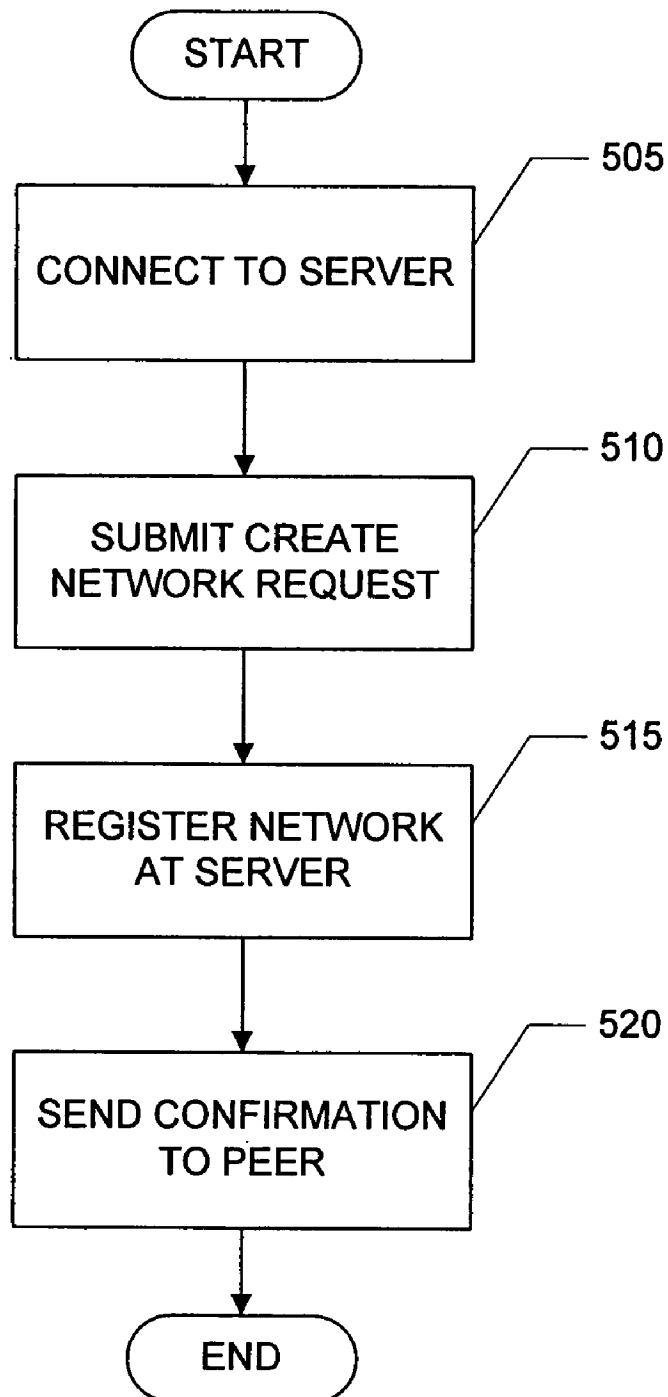 START
505
CONNECT TO SERVER
510
SUBMIT CREATE
NETWORK REQUEST
515
REGISTER NETWORK
AT SERVER
520
SEND CONFIRMATION
TO PEER
END